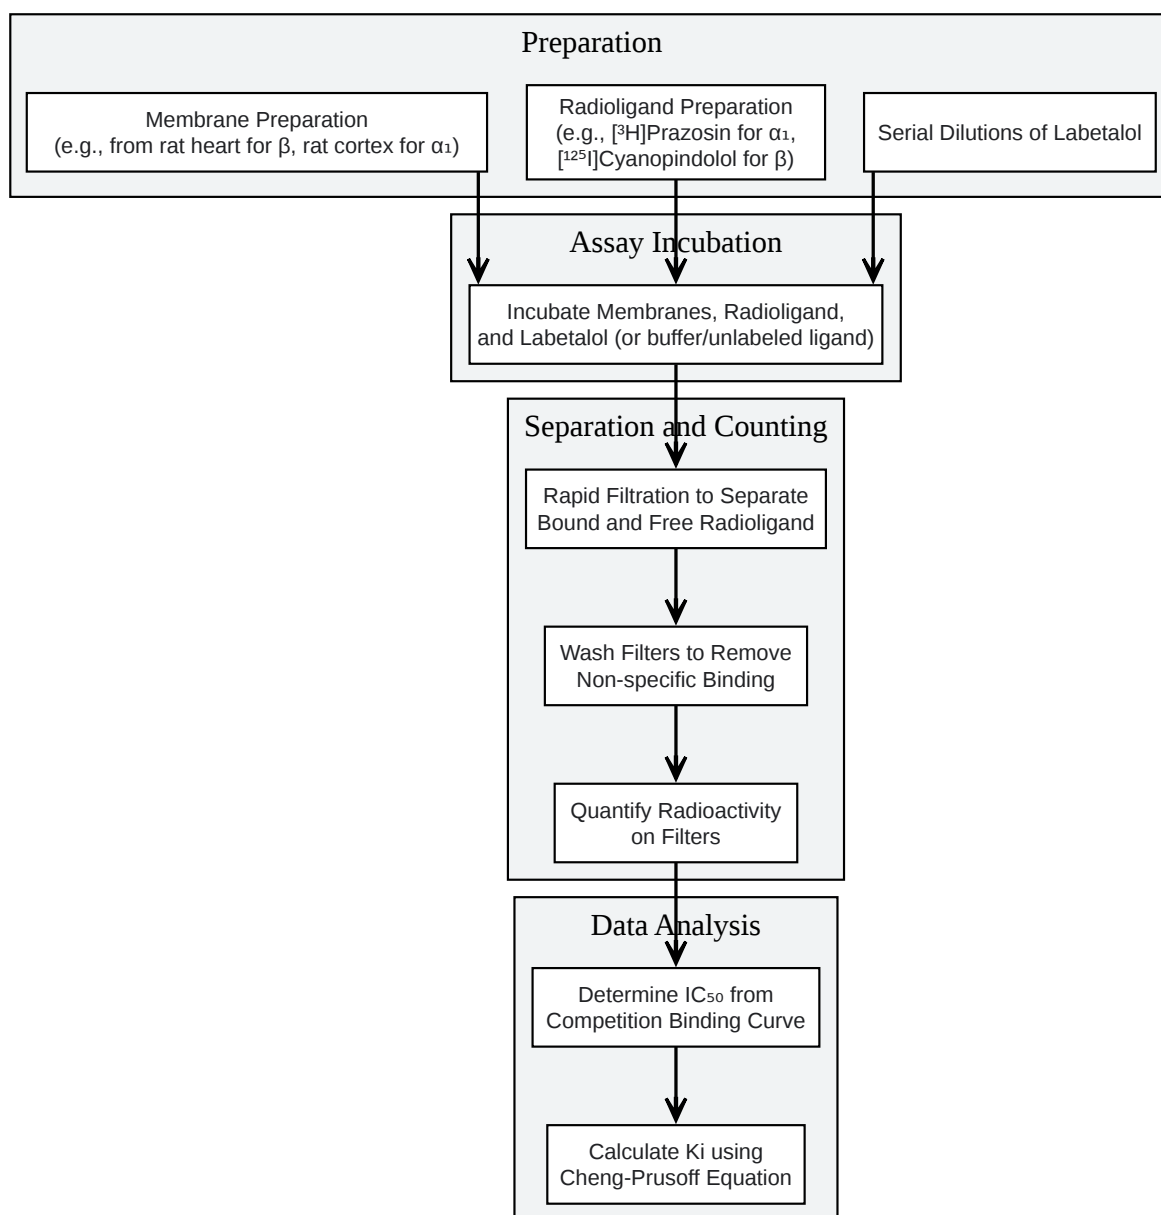 Preparation
Membrane Preparation
(e.g., from rat heart for β, rat cortex for α₁)
Radioligand Preparation
(e.g., [³H]Prazosin for α₁,
[¹²⁵I]Cyanopindolol for β)
Serial Dilutions of Labetalol
Assay Incubation
Incubate Membranes, Radioligand,
and Labetalol (or buffer/unlabeled ligand)
Separation and Counting
Rapid Filtration to Separate
Bound and Free Radioligand
Wash Filters to Remove
Non-specific Binding
Quantify Radioactivity
on Filters
Data Analysis
Determine IC₅₀ from
Competition Binding Curve
Calculate Ki using
Cheng-Prusoff Equation